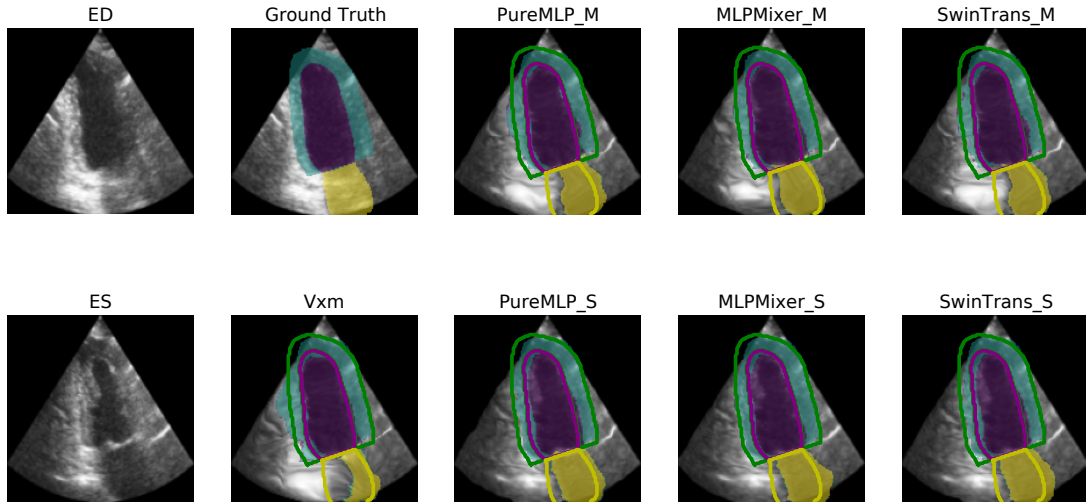 ED
Ground Truth
PureMLP_M
MLPMixer_M
SwinTrans_M
ES
Vxm
PureMLP_S
MLPMixer_S
SwinTrans_S